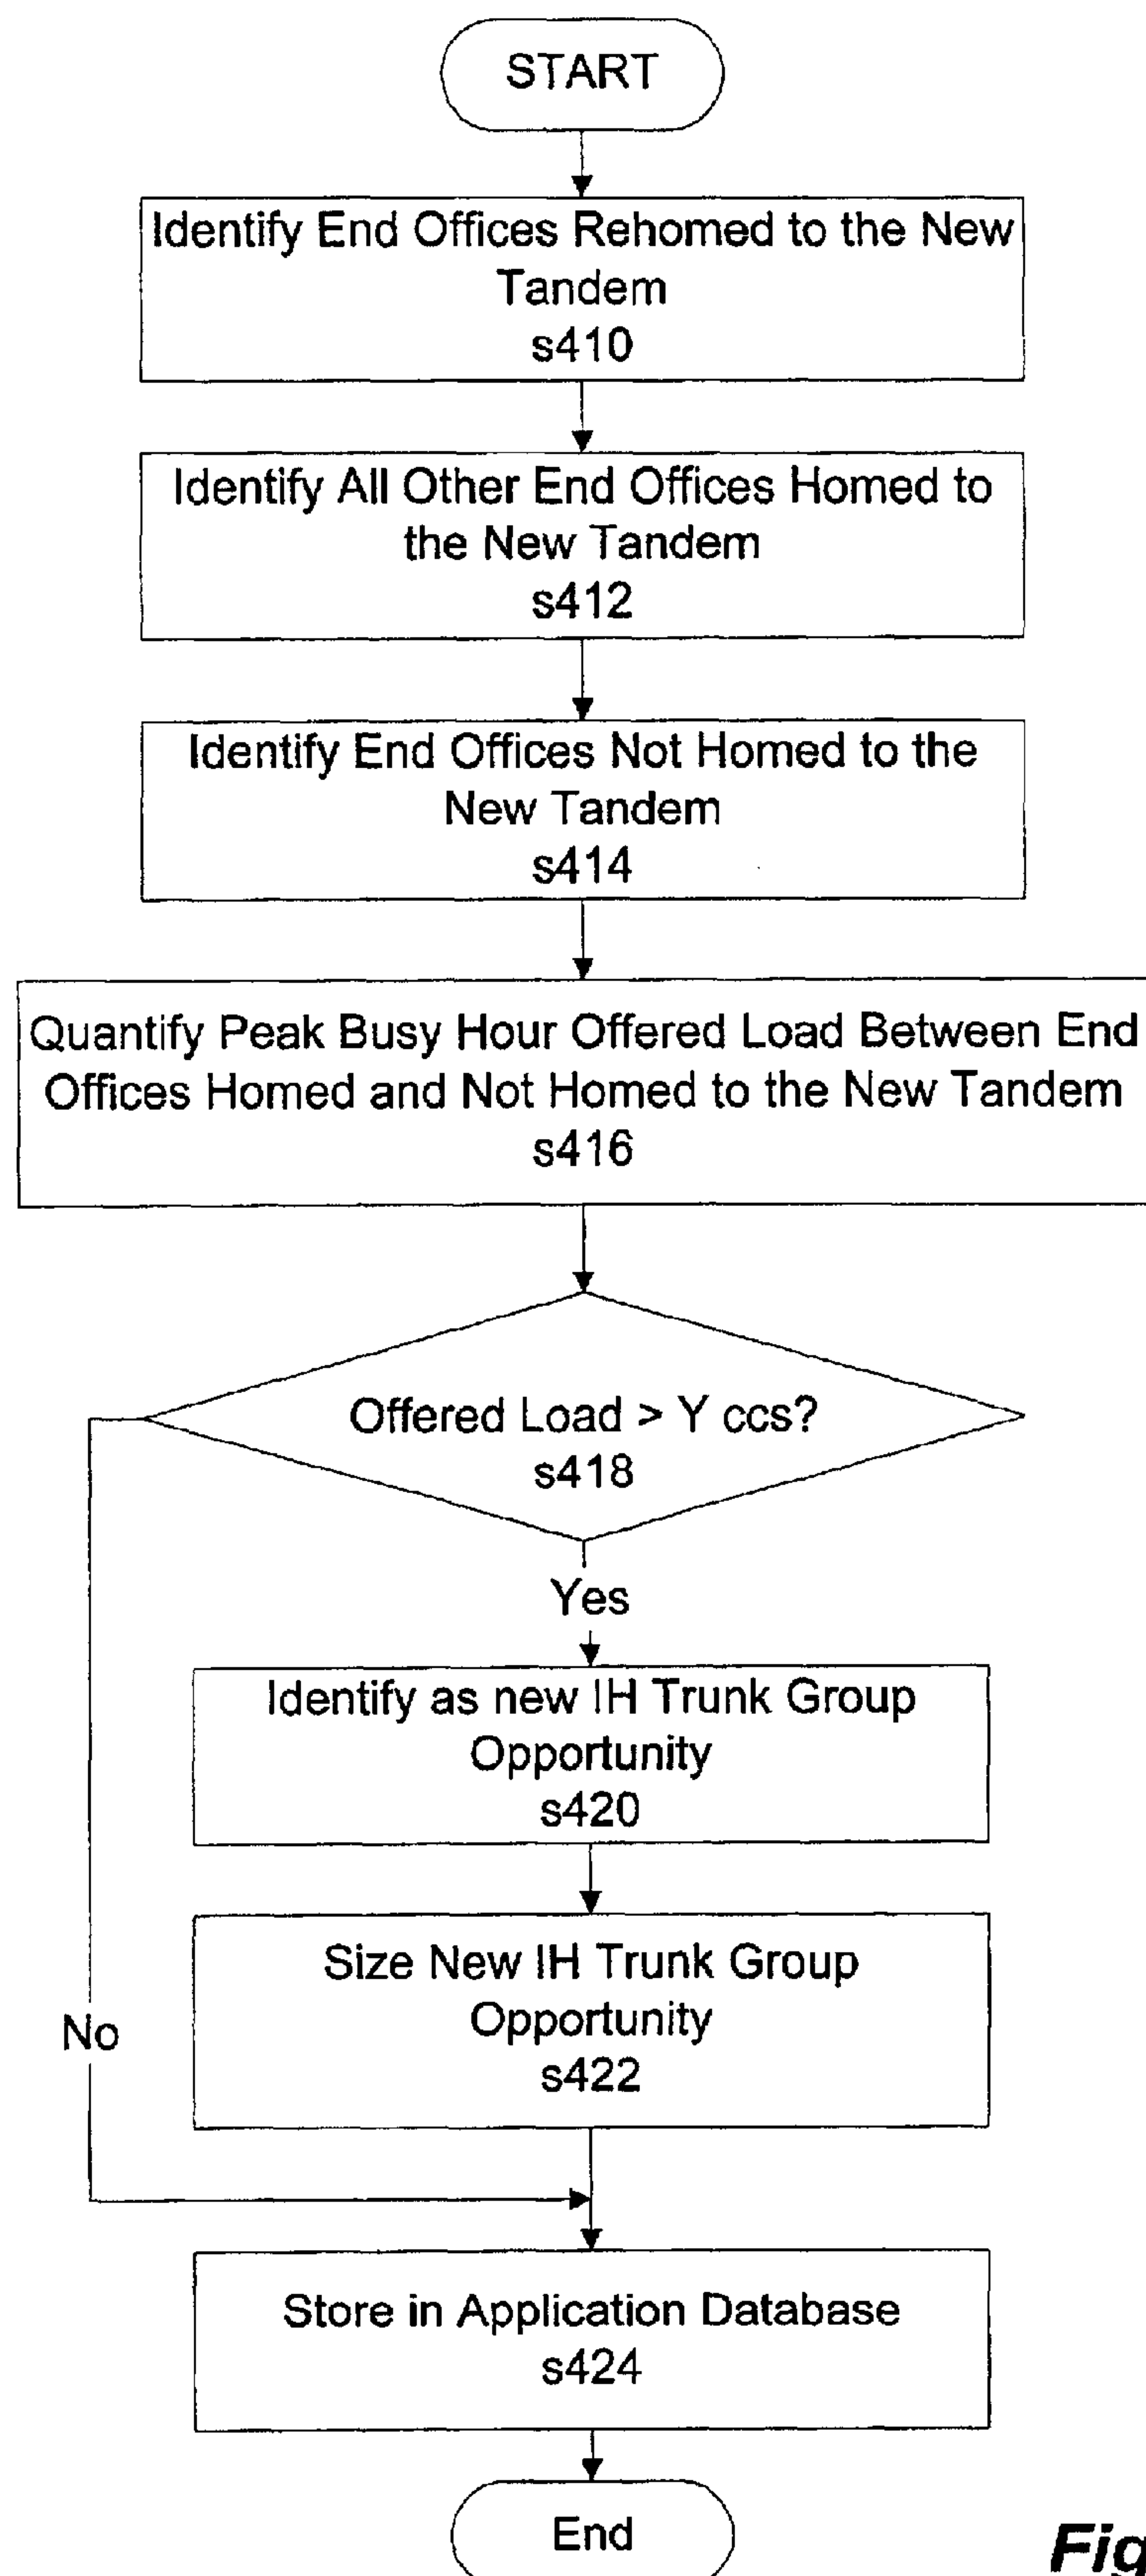 START
Identify End Offices Rehomed to the New
Tandem
s410
Identify All Other End Offices Homed to
the New Tandem
s412
Identify End Offices Not Homed to the
New Tandem
s414
Quantify Peak Busy Hour Offered Load Between End
Offices Homed and Not Homed to the New Tandem
s416
Offered Load > Y ccs?
s418
Yes
Identify as new IH Trunk Group
Opportunity
s420
Size New IH Trunk Group
Opportunity
s422
No
Store in Application Database
s424
End
Fig